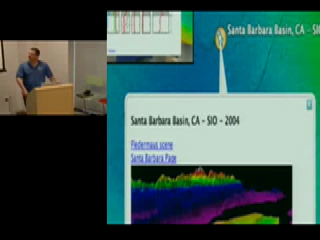 Santa Barbara Basin, CA - SIO
Santa Barbara Basin, CA - SIO - 2004
Fledermaus scene
Santa Barbara Page